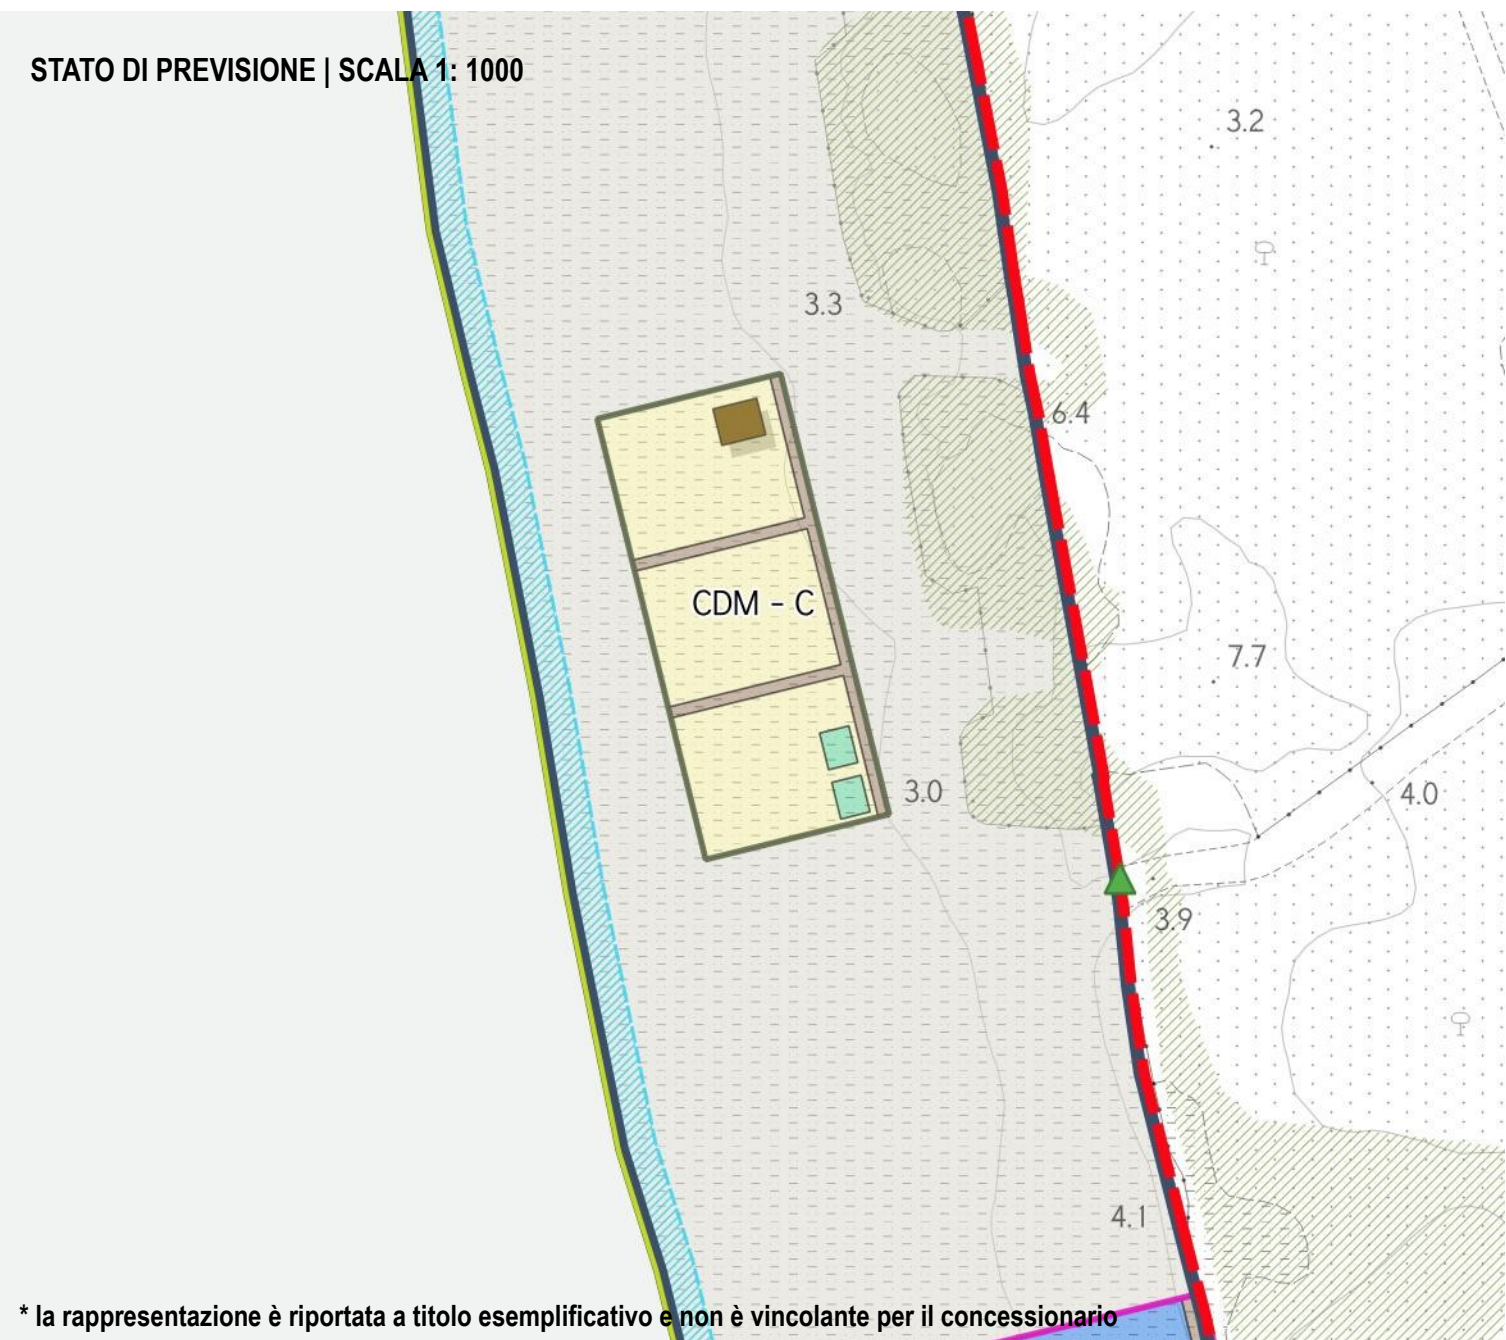 STATO DI PREVISIONE | SCALA 1: 1000
3.2
3.3
6.4
CDM - C
7.7
3.0
4.0
3.9
4.1
* la rappresentazione è riportata a titolo esemplificativo e non è vincolante per il concessionario